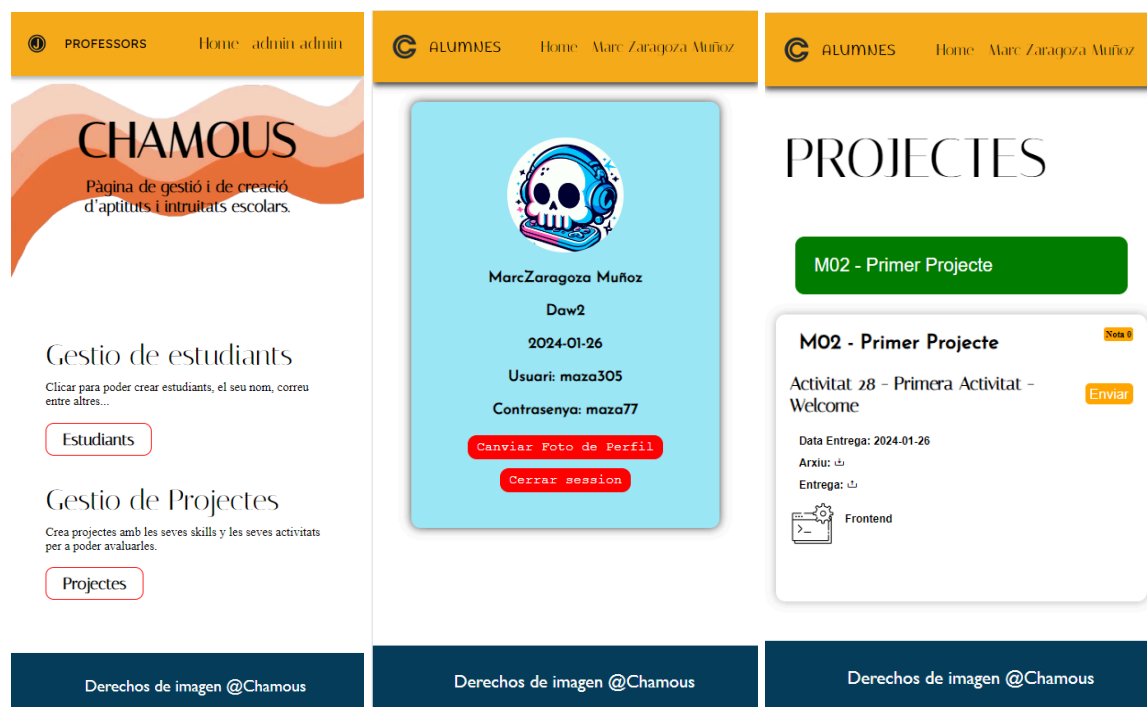 PROFESSORS Home admin admin
CHAMOUS
Pàgina de gestió i de creació
d'aptituts i intruitats escolars.
Gestio de estudiants
Clicar para poder crear estudiants, el seu nom, correu
entre altres...
Estudiants
Gestio de Projectes
Crea projectes amb les seves skills y les seves activitats
per a poder avaluarles.
Projectes
Derechos de imagen @Chamous
ALUMNES Home Marc Zaragoza Muñoz
MarcZaragoza Muñoz
Daw2
2024-01-26
Usuari: maza305
Contrasenya: maza77
Canviar Foto de Perfil
Cerrar session
Derechos de imagen @Chamous
ALUMNES Home Marc Zaragoza Muñoz
PROJECTES
M02 - Primer Projecte
M02 - Primer Projecte Nota 0
Activitat 28 - Primera Activitat -
Welcome
Enviar
Data Entrega: 2024-01-26
Arxiu:
Entrega:
Frontend
Derechos de imagen @Chamous